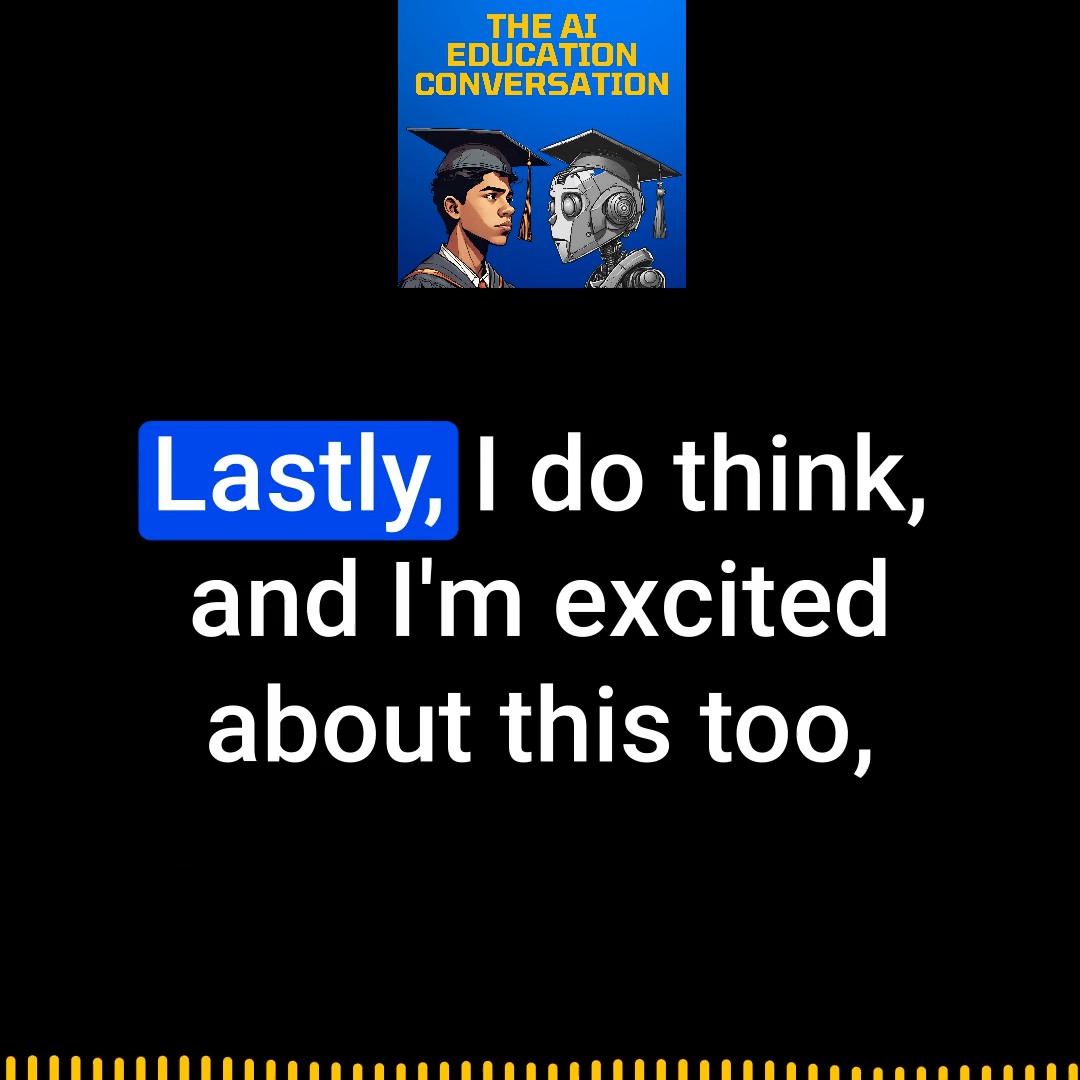 THE AI
EDUCATION
CONVERSATION
Lastly, I do think,
and I'm excited
about this too,